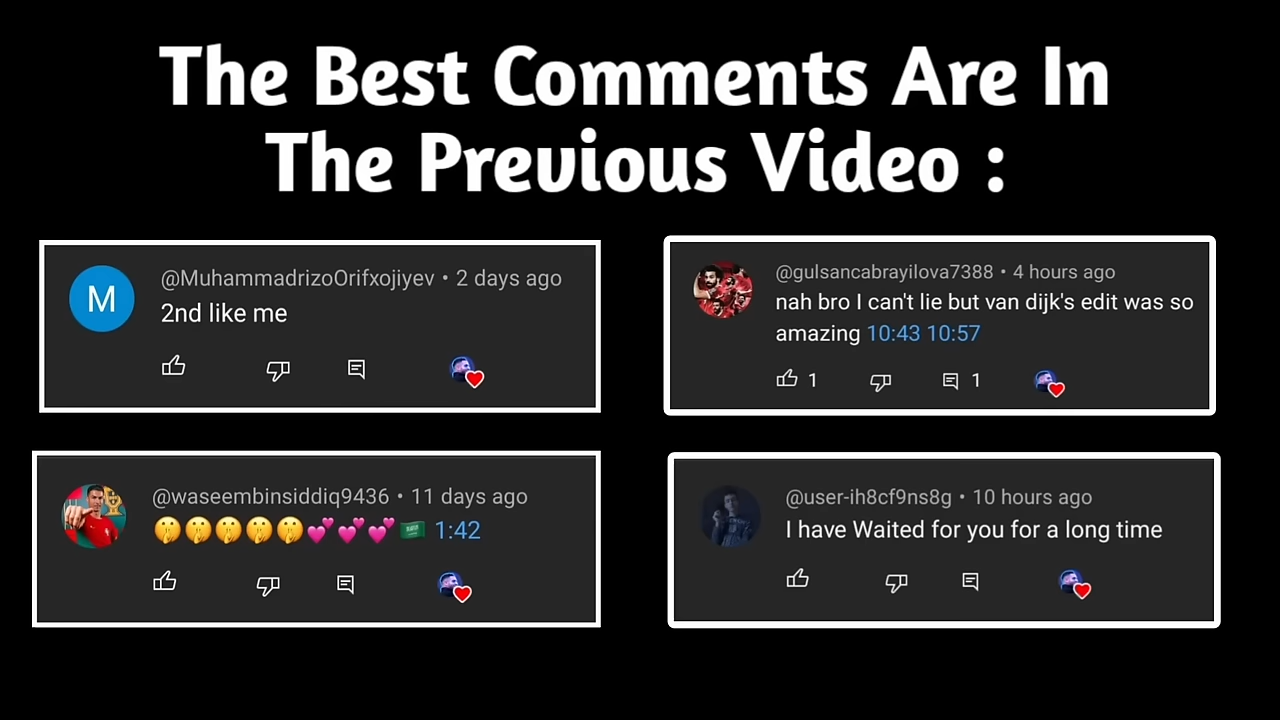 The Best Comments Are In
The Previous Video :
M
@MuhammadrizoOrifxojiyev • 2 days ago
2nd like me
@gulsancabrayilova7388 • 4 hours ago
nah bro I can't lie but van dijk's edit was so
amazing 10:43 10:57
1 1
@waseembinsiddiq9436 • 11 days ago
🤫🤫🤫🤫🤫💕💕💕🇸🇦 1:42
@user-ih8cf9ns8g • 10 hours ago
I have Waited for you for a long time